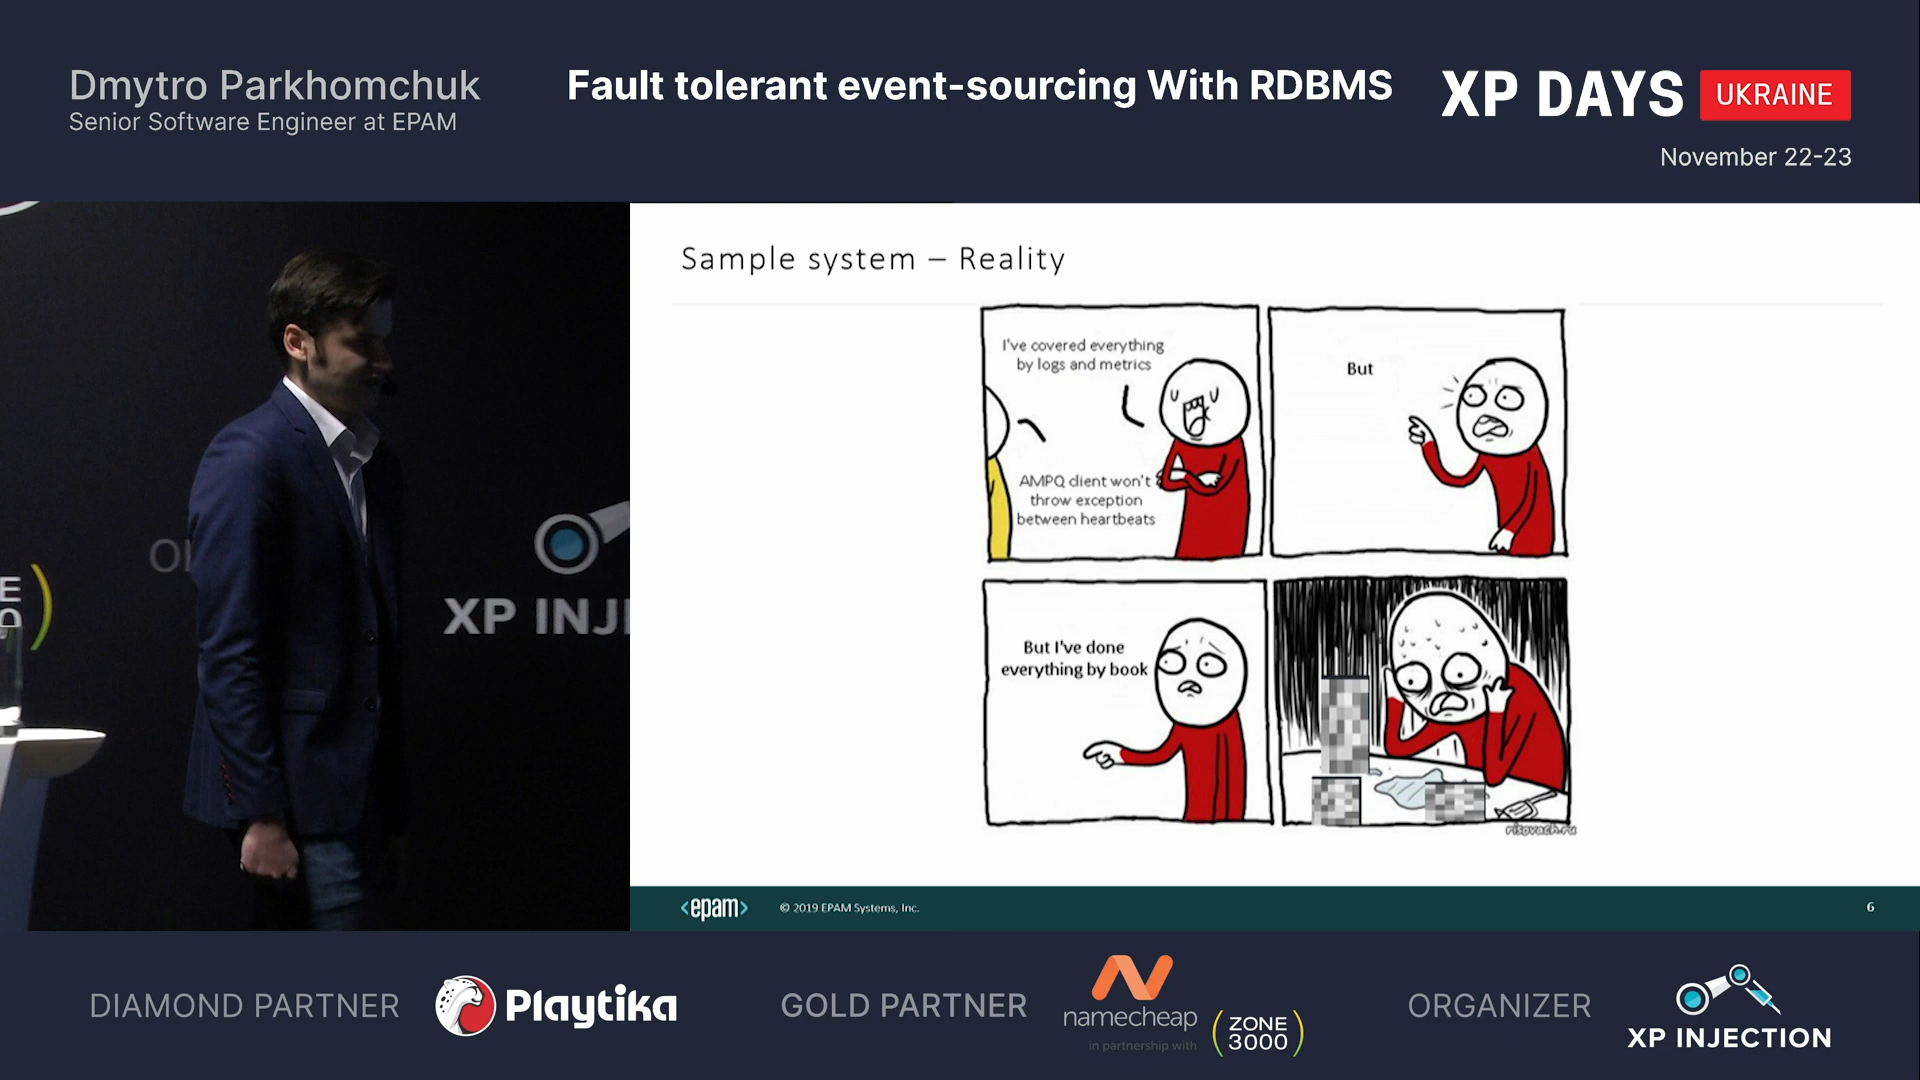 Dmytro Parkhomchuk
Senior Software Engineer at EPAM
Fault tolerant event-sourcing With RDBMS
XP DAYS UKRAINE
November 22-23
XP INJ
Sample system – Reality
I've covered everything
by logs and metrics
AMPQ client won't
throw exception
between heartbeats
But
But I've done
everything by book
risovach.ru
<epam>
© 2019 EPAM Systems, Inc.
6
DIAMOND PARTNER
Playtika
GOLD PARTNER
namecheap
in partnership with
ZONE
3000
ORGANIZER
XP INJECTION